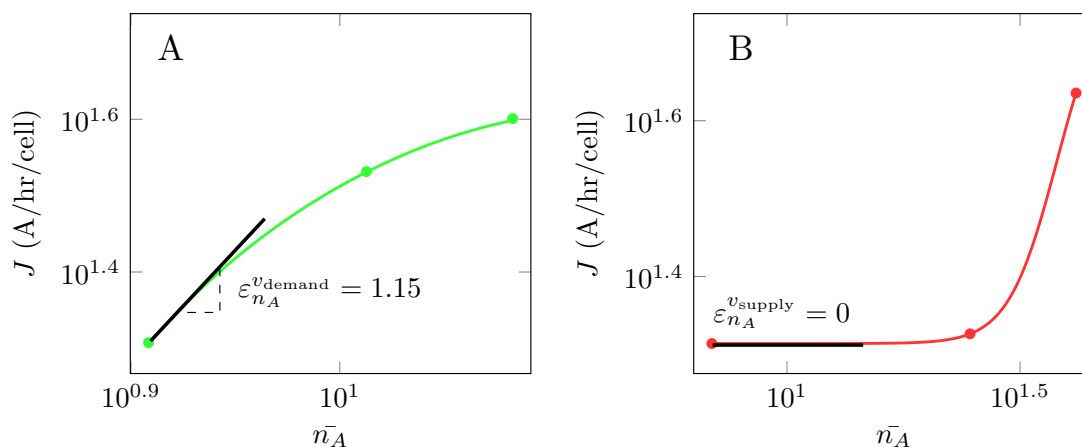 A
J (A/hr/cell)
10^1.6
10^1.4
ε_{n_A}^{v_demand} = 1.15
10^0.9
10^1
n̄_A
B
J (A/hr/cell)
10^1.6
10^1.4
ε_{n_A}^{v_supply} = 0
10^1
10^1.5
n̄_A